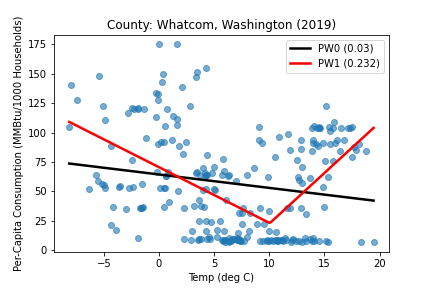 County: Whatcom, Washington (2019)
PW0 (0.03)
PW1 (0.232)
Per-Capita Consumption (MMBtu/1000 Households)
175
150
125
100
75
50
25
0
−5
0
5
10
15
20
Temp (deg C)